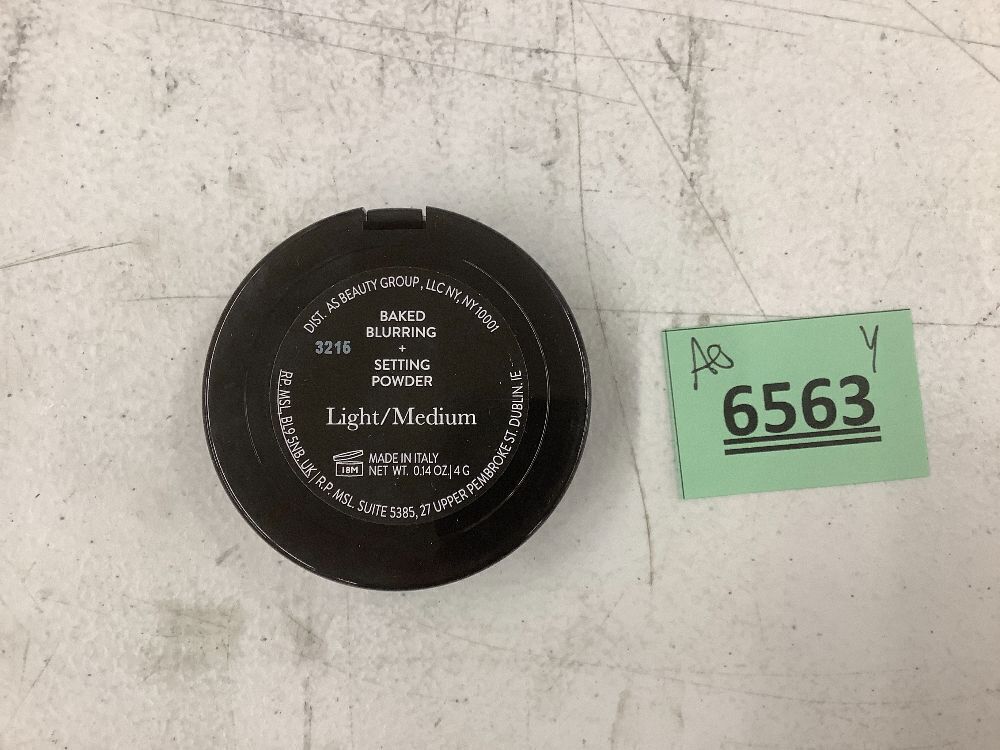 DIST. AS BEAUTY GROUP, LLC NY, NY 10001
BAKED
BLURRING
+
SETTING
POWDER
3216
Light/Medium
18M
MADE IN ITALY
NET WT. 0.14 OZ.| 4 G
RP. MSL, BL9 5NB, UK | R.P. MSL. SUITE 5385, 27 UPPER PEMBROKE ST. DUBLIN. IE
Y
6563